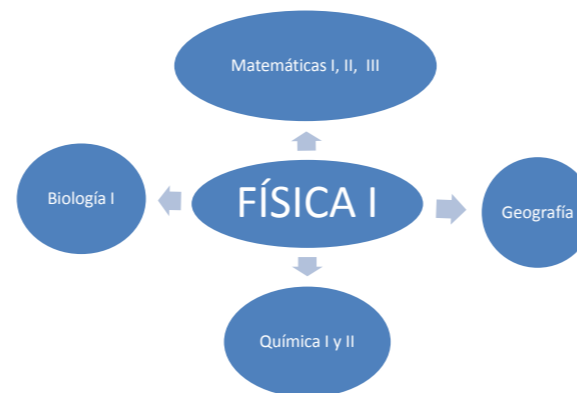 Matemáticas I, II, III
Biología I
FÍSICA I
Geografía
Química I y II